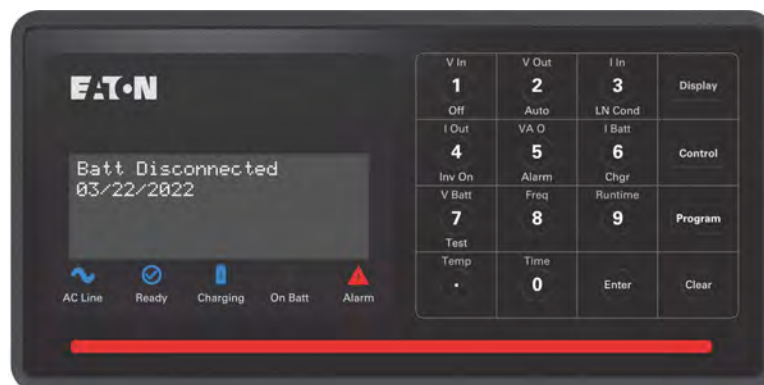 EATON
Batt Disconnected
03/22/2022
AC Line Ready Charging On Batt Alarm
V In V Out I In
1 2 3 Display
Off Auto LN Cond
I Out VA O I Batt
4 5 6 Control
Inv On Alarm Chgr
V Batt Freq Runtime
7 8 9 Program
Test
Temp Time
. 0 Enter Clear